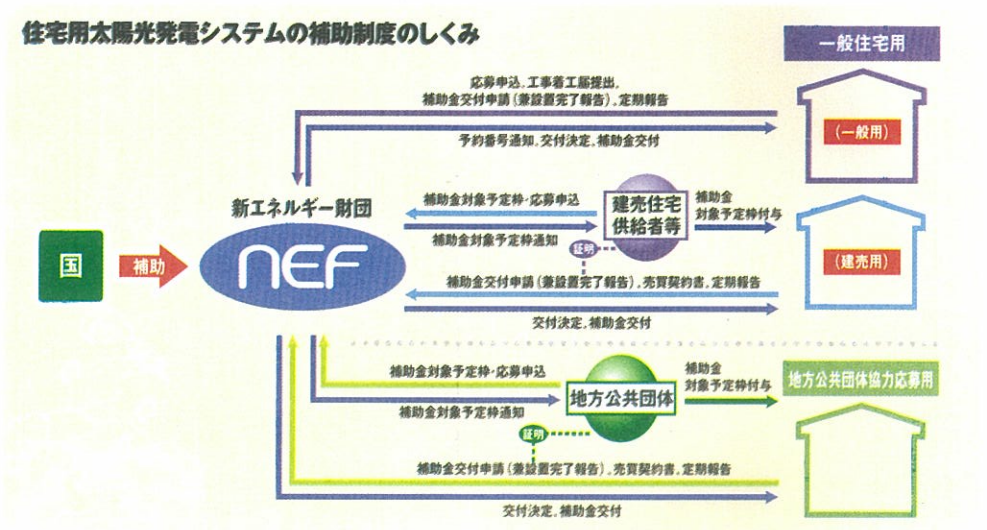 住宅用太陽光発電システムの補助制度のしくみ
一般住宅用
応募申込、工事着工届提出、
補助金交付申請(兼設置完了報告)、定期報告
予約番号通知、交付決定、補助金交付
(一般用)
新エネルギー財団
nEF
国
補助
補助金対象予定枠・応募申込
補助金対象予定枠通知
建売住宅
供給者等
補助金
対象予定枠付与
証明
(建売用)
補助金交付申請(兼設置完了報告)、売買契約書、定期報告
交付決定、補助金交付
地方公共団体協力応募用
補助金対象予定枠・応募申込
補助金対象予定枠通知
地方公共団体
補助金
対象予定枠付与
証明
補助金交付申請(兼設置完了報告)、売買契約書、定期報告
交付決定、補助金交付